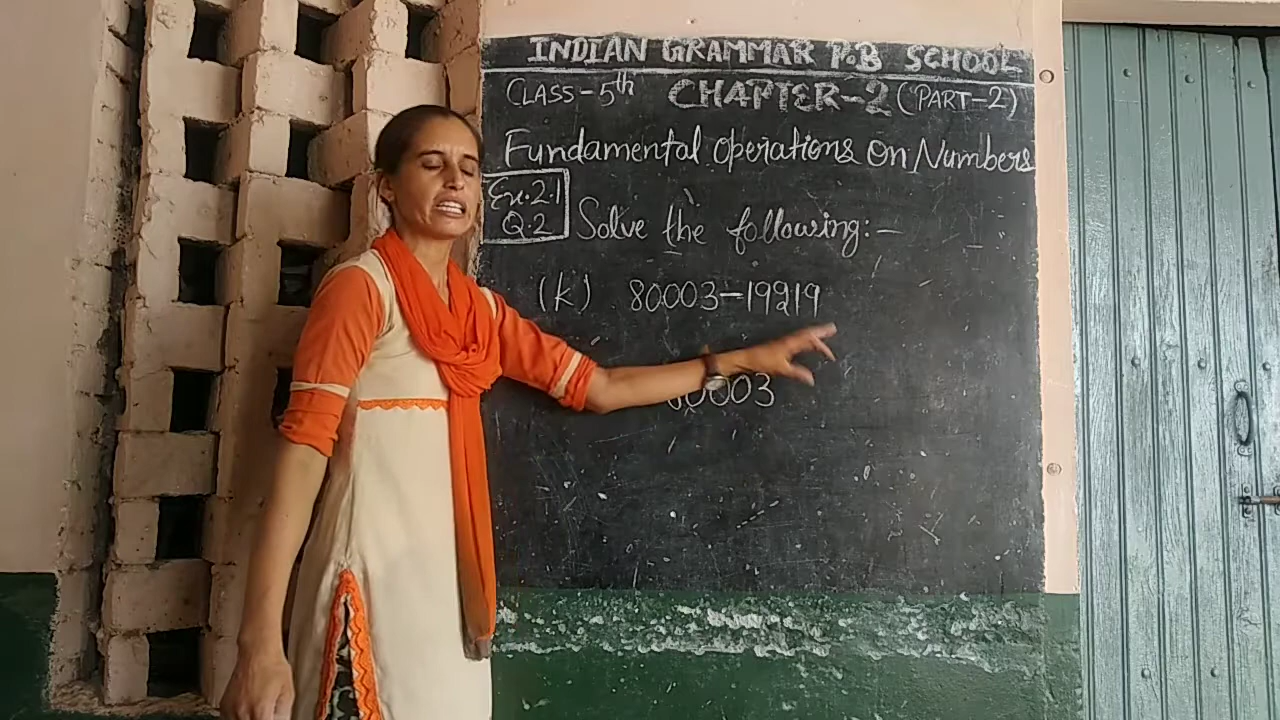 INDIAN GRAMMAR P.B SCHOOL
CLASS-5th CHAPTER-2 (PART-2)
Fundamental operations on Numbers
Ex.2.1
Q.2
Solve the following:-
(k) 80003-19219
80003